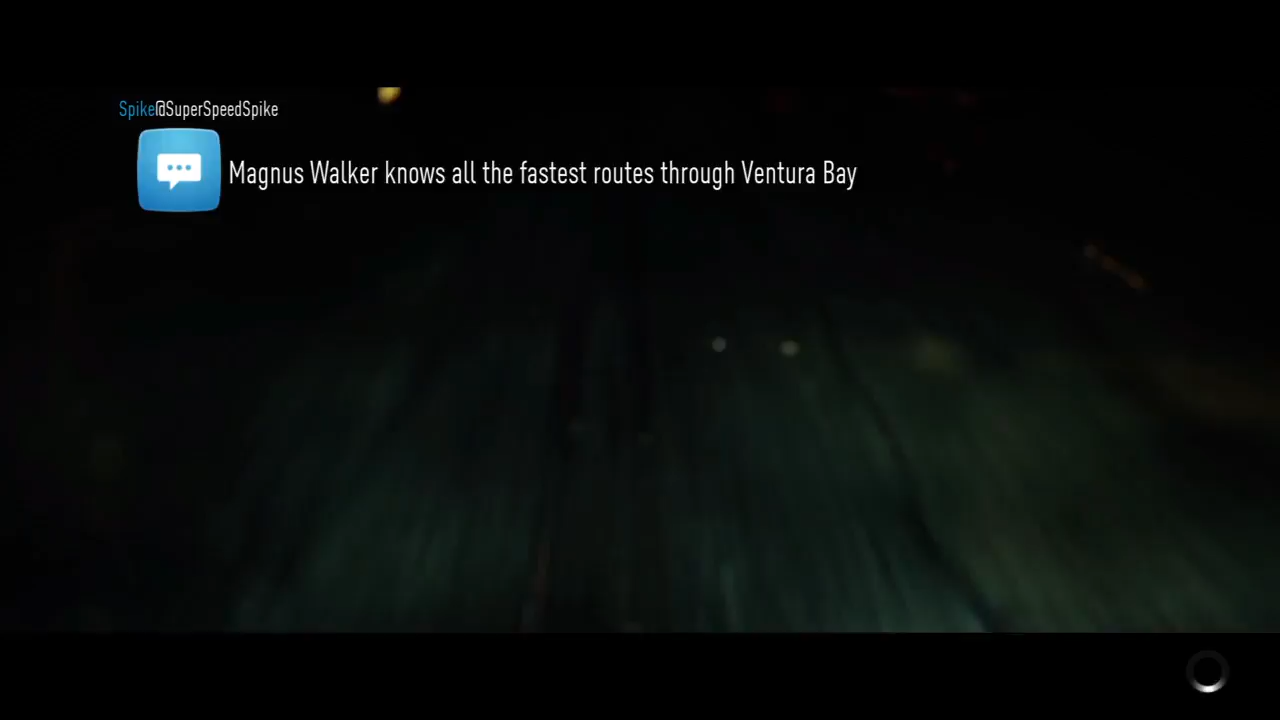 Spike@SuperSpeedSpike
Magnus Walker knows all the fastest routes through Ventura Bay